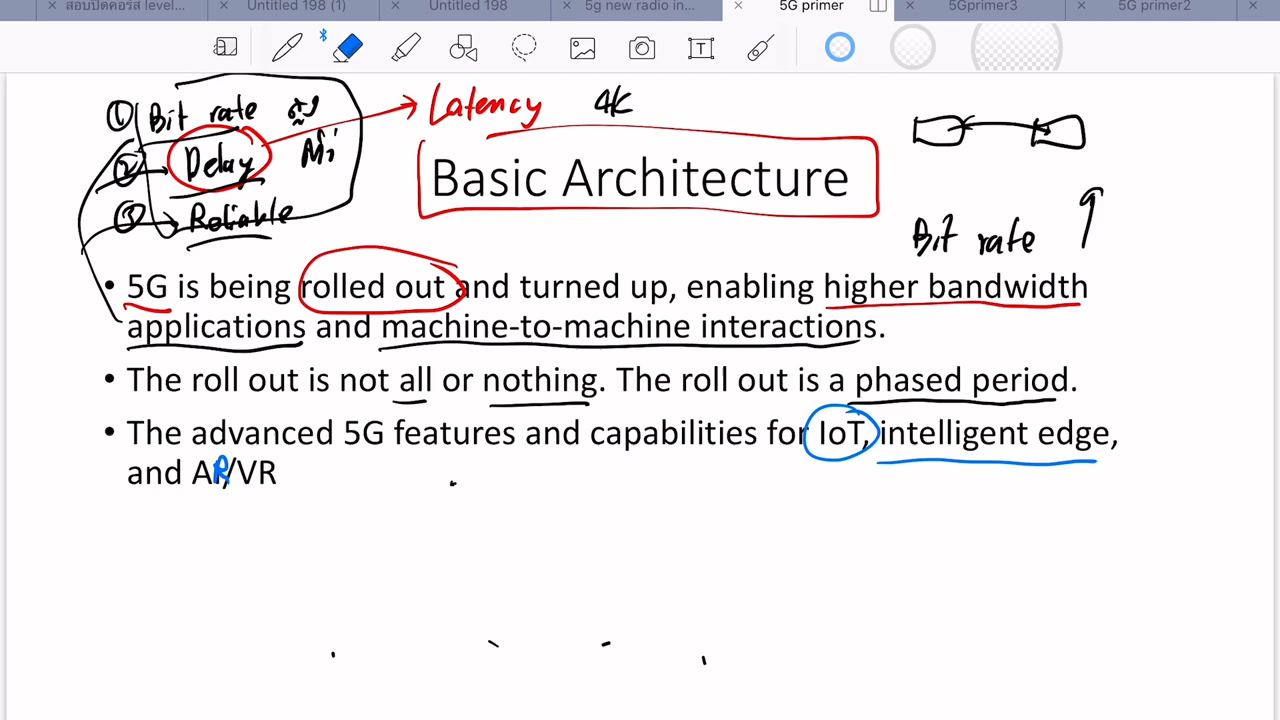 สอบปิดคอร์ส level...
Untitled 198 (1)
Untitled 198
5g new radio in...
5G primer
5Gprimer3
5G primer2
① Bit rate
Latency 4K
② Delay
③ Reliable
Basic Architecture
Bit rate
• 5G is being rolled out and turned up, enabling higher bandwidth
applications and machine-to-machine interactions.
• The roll out is not all or nothing. The roll out is a phased period.
• The advanced 5G features and capabilities for IoT, intelligent edge,
and AR/VR